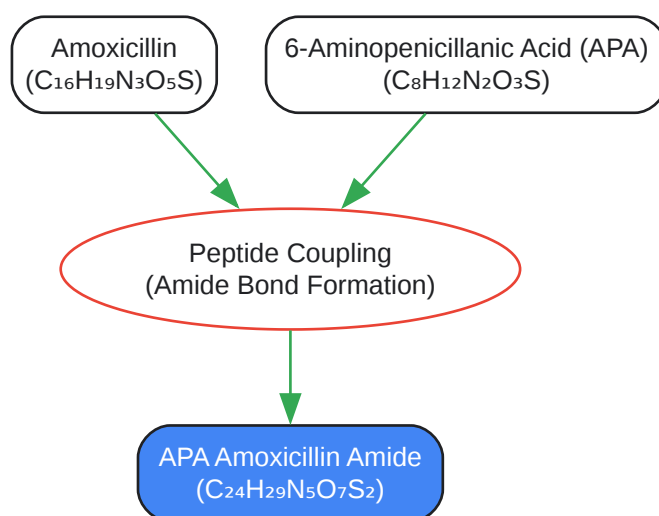 Amoxicillin
(C₁₆H₁₉N₃O₅S)
6-Aminopenicillanic Acid (APA)
(C₈H₁₂N₂O₃S)
Peptide Coupling
(Amide Bond Formation)
APA Amoxicillin Amide
(C₂₄H₂₉N₅O₇S₂)